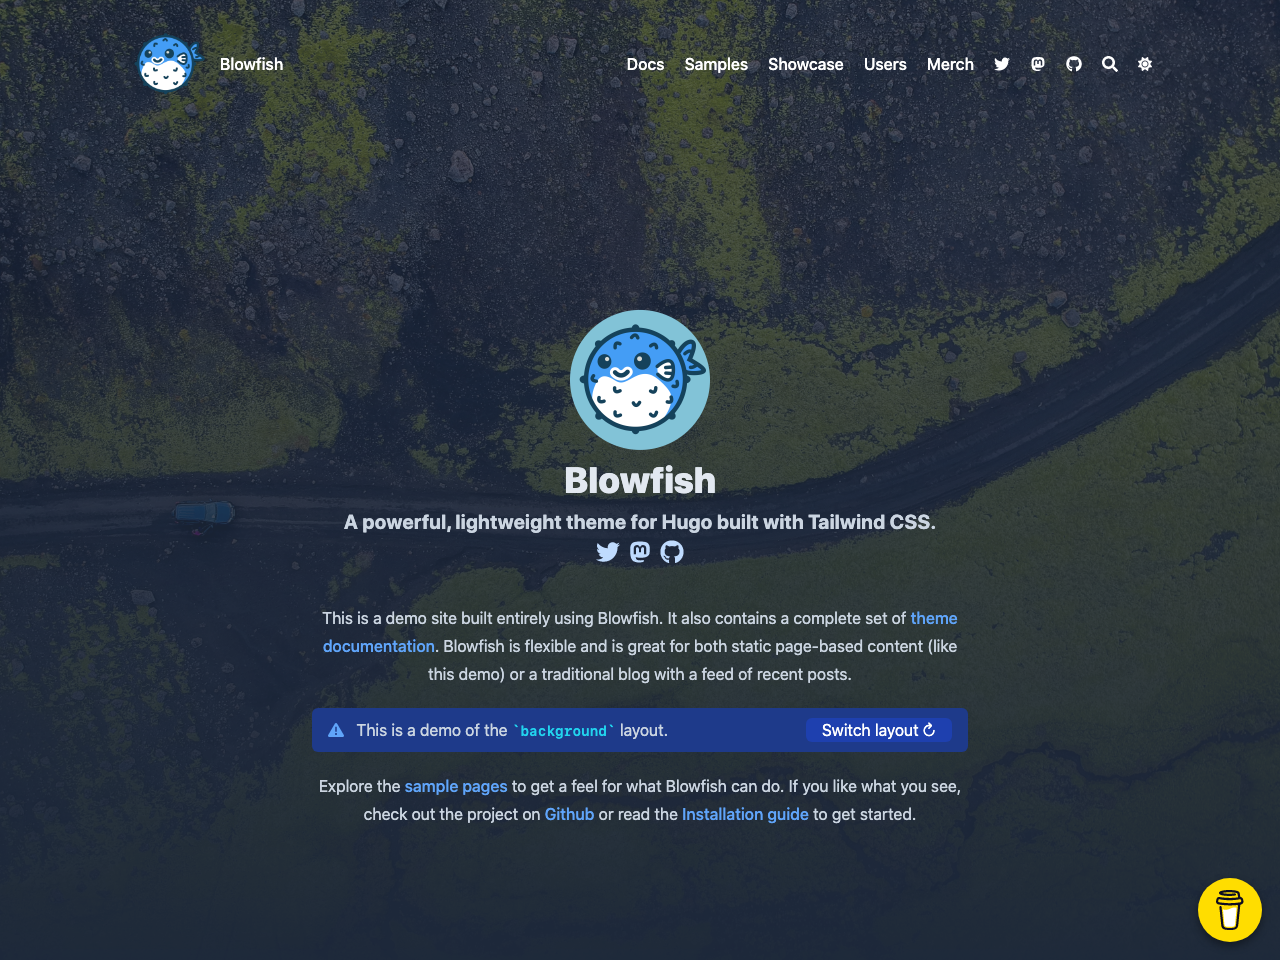 Blowfish
Docs Samples Showcase Users Merch
Blowfish
A powerful, lightweight theme for Hugo built with Tailwind CSS.
This is a demo site built entirely using Blowfish. It also contains a complete set of theme
documentation. Blowfish is flexible and is great for both static page-based content (like
this demo) or a traditional blog with a feed of recent posts.
This is a demo of the `background` layout. Switch layout ↻
Explore the sample pages to get a feel for what Blowfish can do. If you like what you see,
check out the project on Github or read the Installation guide to get started.